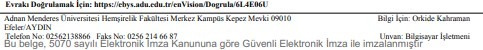 Evrakı Doğrulamak İçin: https://ebys.adu.edu.tr/enVision/Dogrula/6L4E06U
Adnan Menderes Üniversitesi Hemşirelik Fakültesi Merkez Kampüs Kepez Mevki 09010 Bilgi İçin: Orkide Kahraman
Efeler/AYDIN
Telefon No: 02562138866 Faks No: 0256 214 66 87 Unvan: Bilgisayar İşletmeni
Bu belge, 5070 sayılı Elektronik İmza Kanununa göre Güvenli Elektronik İmza ile imzalanmıştır